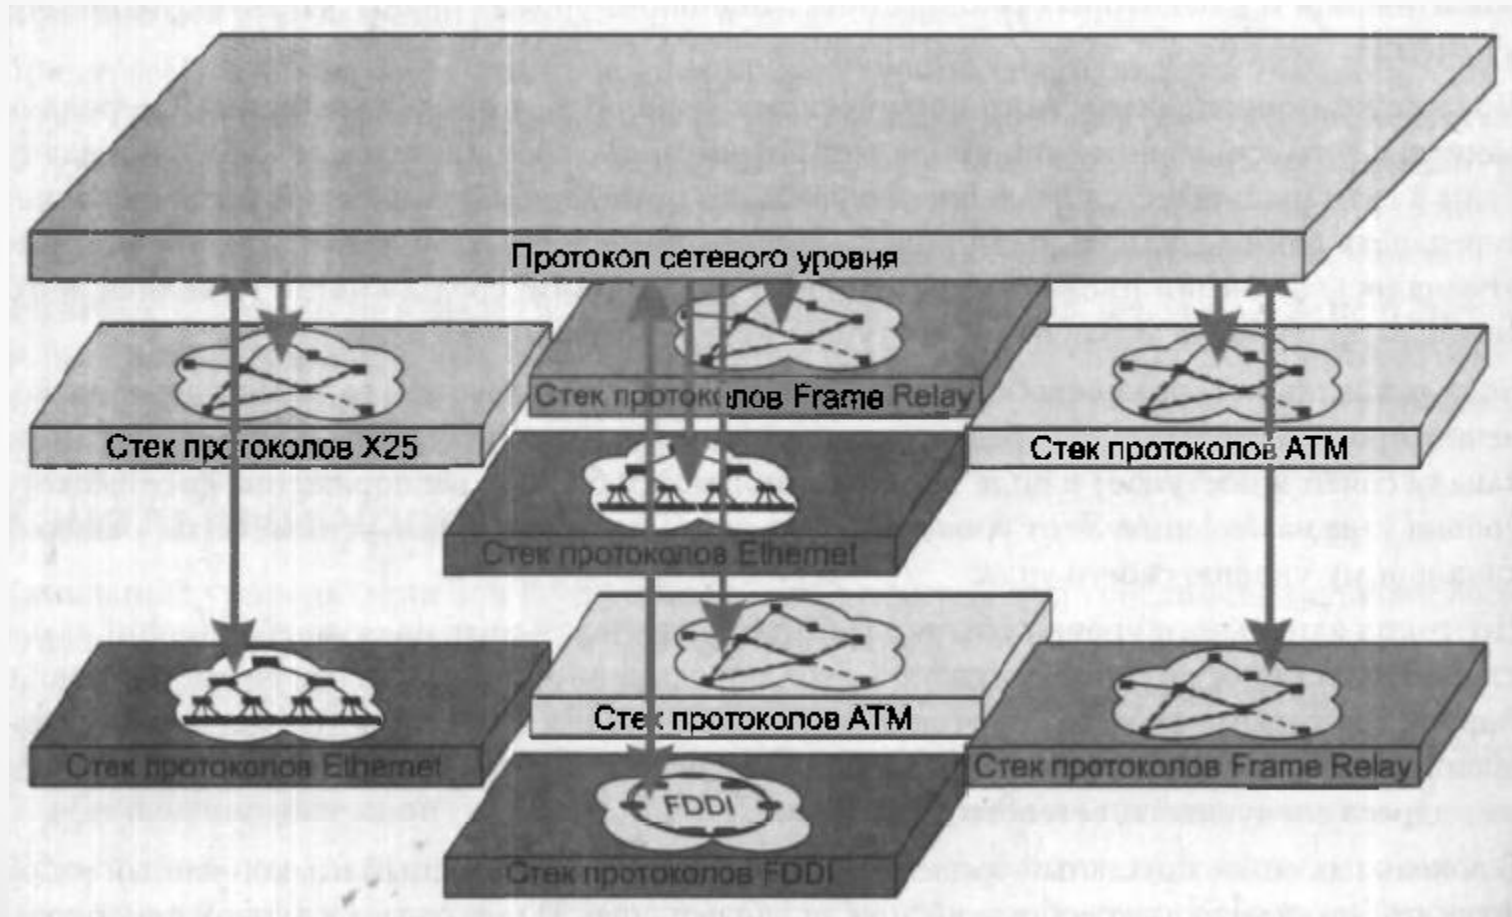 Протокол сетевого уровня
Стек протоколов Frame Relay
Стек протоколов X25
Стек протоколов ATM
Стек протоколов Ethernet
Стек протоколов ATM
Стек протоколов Ethernet
Стек протоколов Frame Relay
FDDI
Стек протоколов FDDI